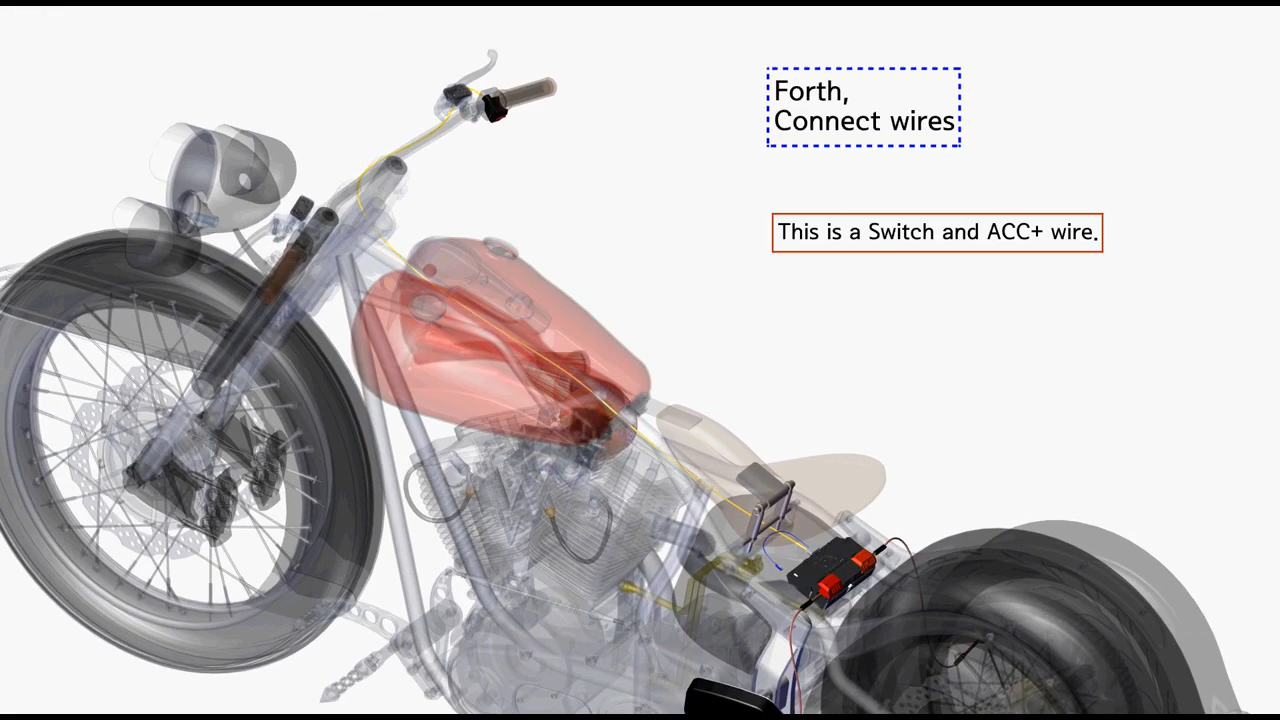 Forth,
Connect wires
This is a Switch and ACC+ wire.